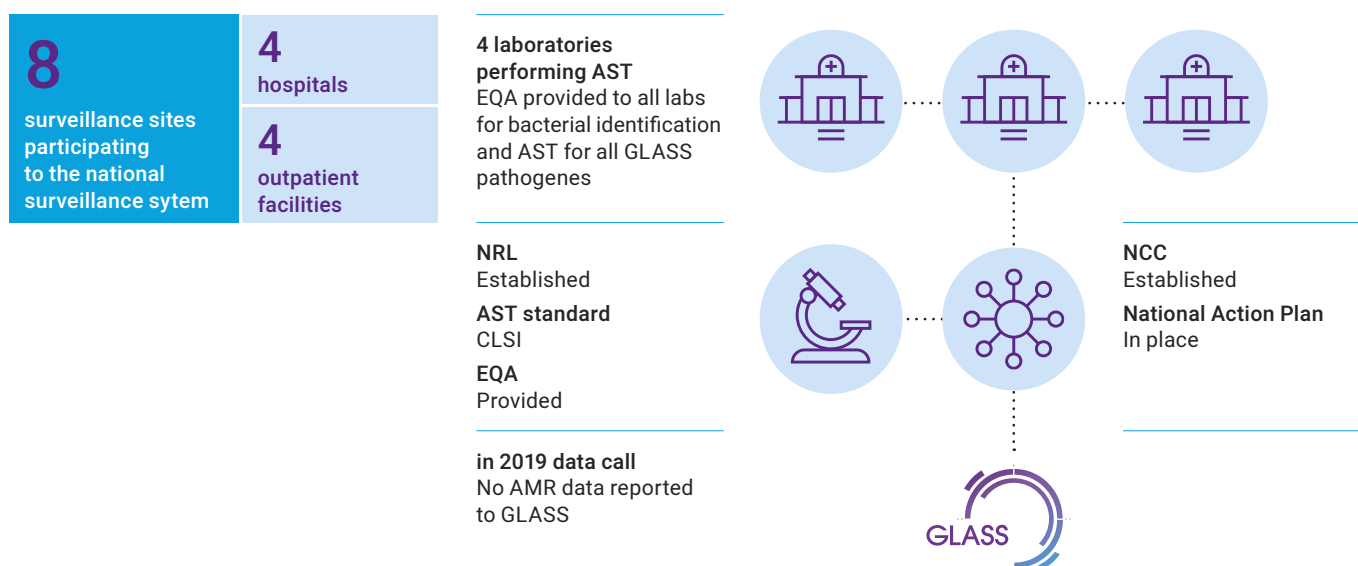 8
surveillance sites
participating
to the national
surveillance sytem
4
hospitals
4
outpatient
facilities
4 laboratories
performing AST
EQA provided to all labs
for bacterial identification
and AST for all GLASS
pathogenes
NRL
Established
AST standard
CLSI
EQA
Provided
NCC
Established
National Action Plan
In place
in 2019 data call
No AMR data reported
to GLASS
GLASS